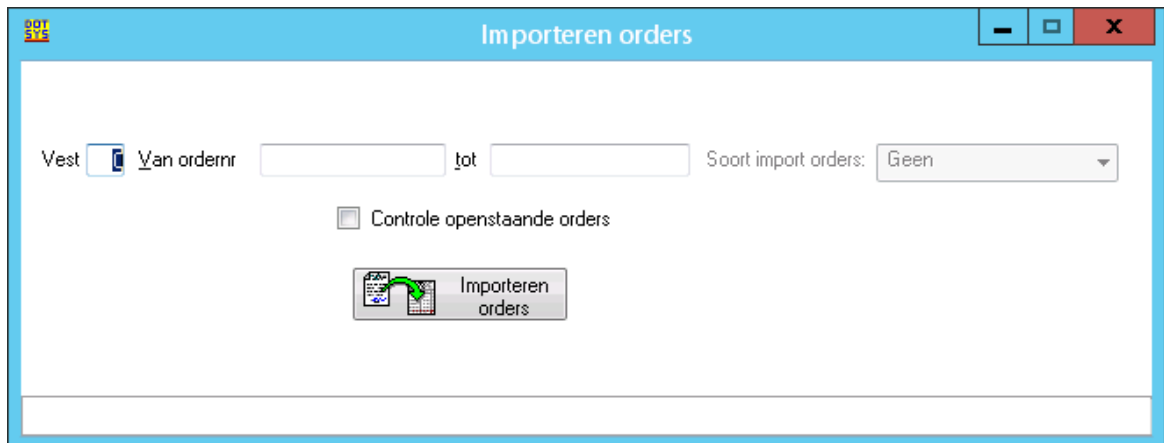 DOT
SYS
Importeren orders
Vest
Van ordernr
tot
Soort import orders:
Geen
Controle openstaande orders
Importeren
orders